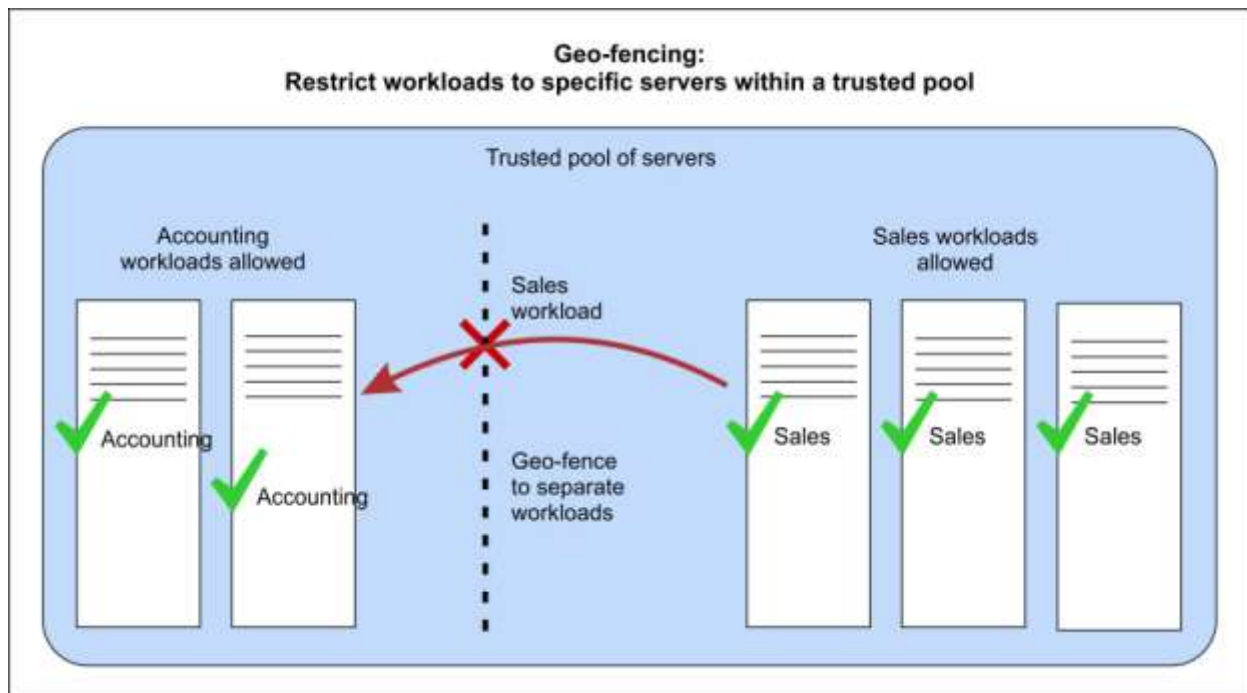 Geo-fencing:
Restrict workloads to specific servers within a trusted pool
Trusted pool of servers
Accounting
workloads allowed
Sales workloads
allowed
Sales
workload
Accounting
Accounting
Geo-fence
to separate
workloads
Sales
Sales
Sales